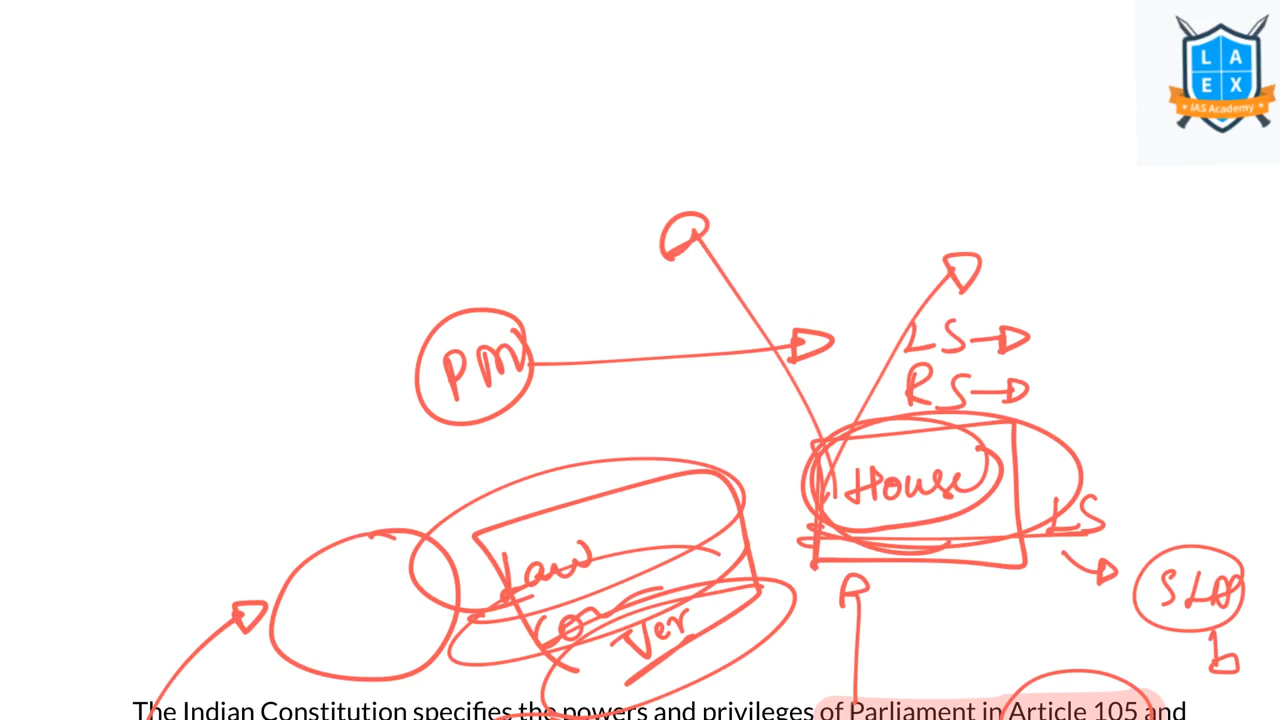 L A
E X
IAS Academy
PM
LS
RS
House
LS
Law
Con
Ver
The Indian Constitution specifies the powers and privileges of Parliament in Article 105 and